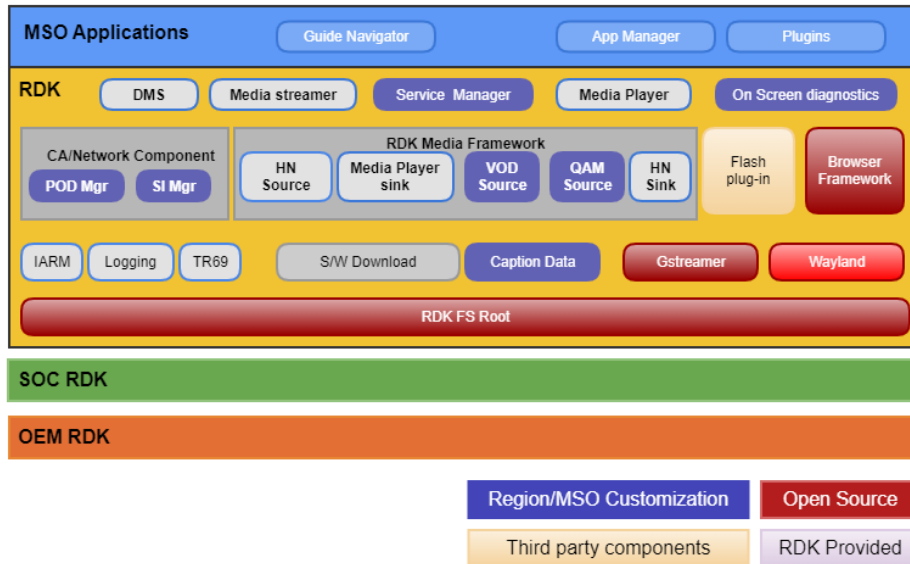 MSO Applications
Guide Navigator
App Manager
Plugins
RDK
DMS
Media streamer
Service Manager
Media Player
On Screen diagnostics
CA/Network Component
POD Mgr
SI Mgr
RDK Media Framework
HN
Source
Media Player
sink
VOD
Source
QAM
Source
HN
Sink
Flash
plug-in
Browser
Framework
IARM
Logging
TR69
S/W Download
Caption Data
Gstreamer
Wayland
RDK FS Root
SOC RDK
OEM RDK
Region/MSO Customization
Open Source
Third party components
RDK Provided